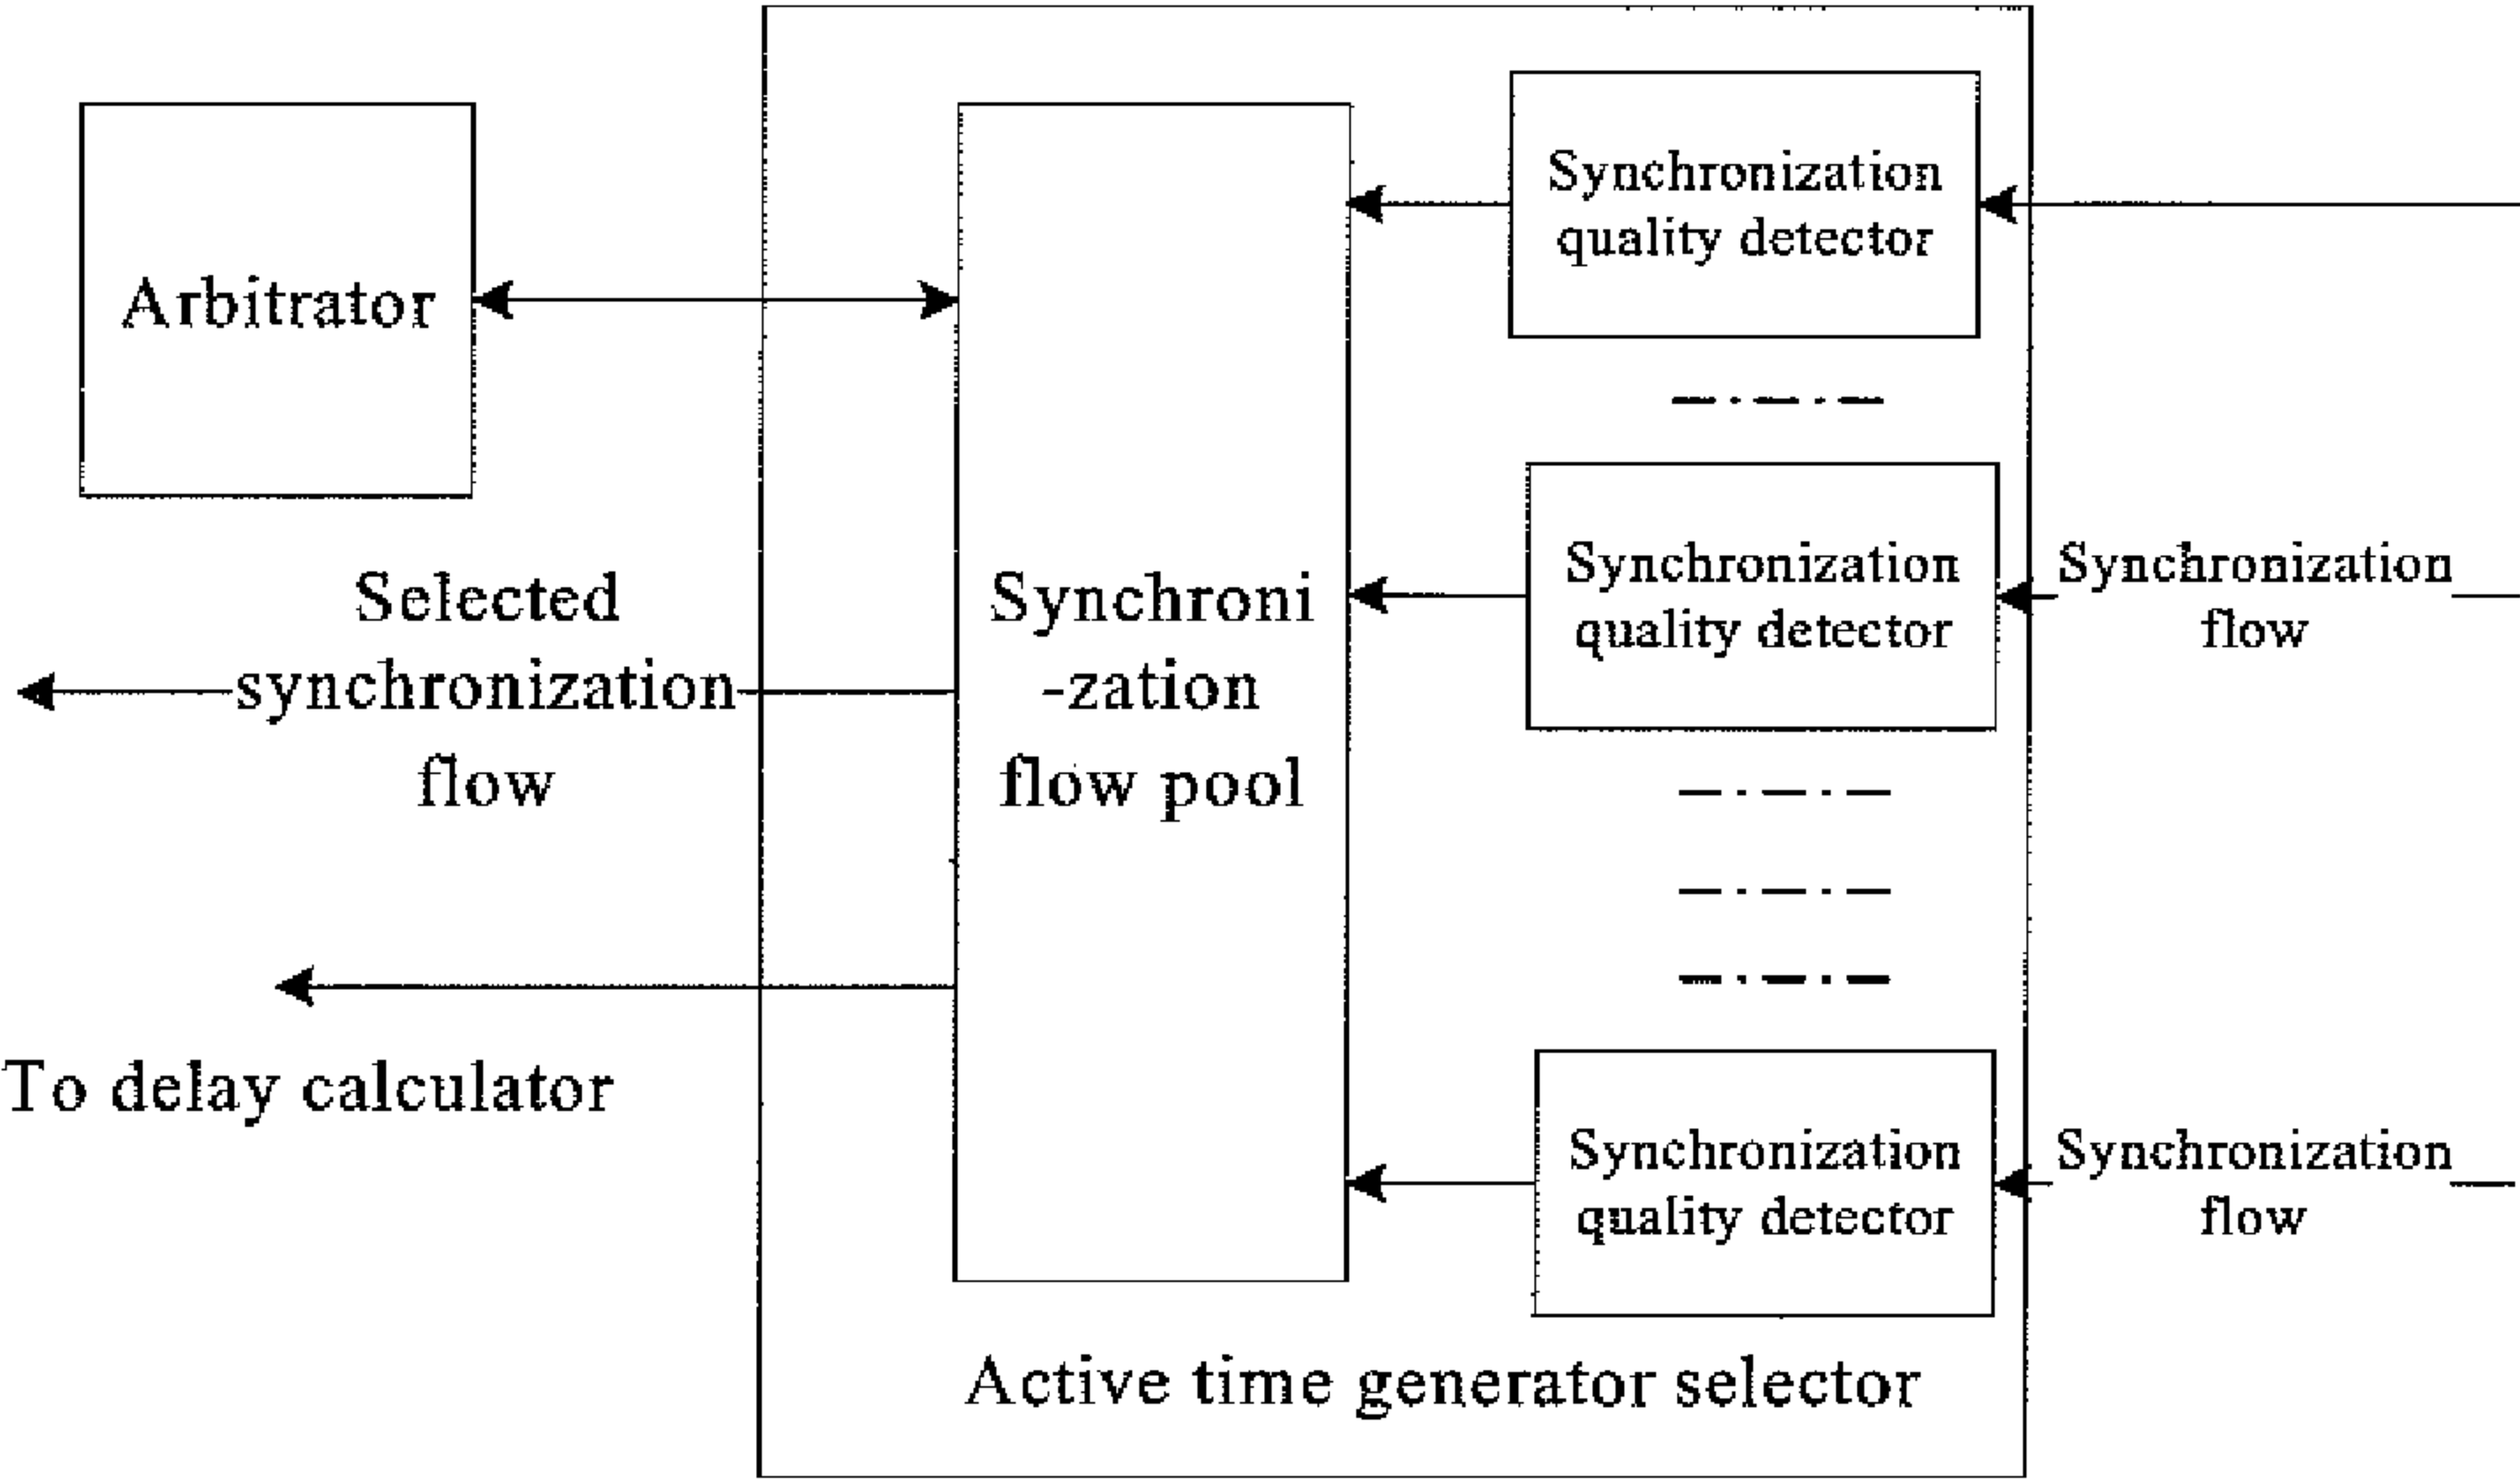 Arbitrator
Selected
synchronization
flow
To delay calculator
Synchroni
-zation
flow pool
Synchronization
quality detector
Synchronization
quality detector
Synchronization
quality detector
Synchronization
flow
Synchronization
flow
Active time generator selector